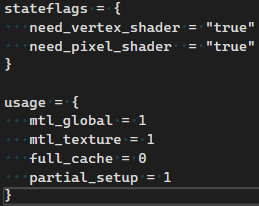 stateflags = {
    need_vertex_shader = "true"
    need_pixel_shader  = "true"
}

usage = {
    mtl_global = 1
    mtl_texture = 1
    full_cache = 0
    partial_setup = 1
}